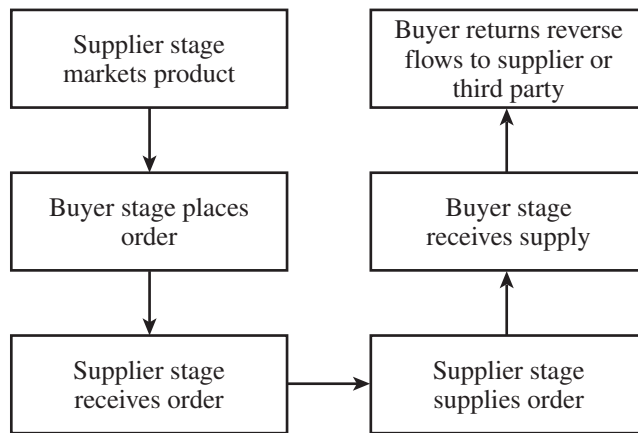 Supplier stage
markets product
Buyer stage places
order
Supplier stage
receives order
Supplier stage
supplies order
Buyer stage
receives supply
Buyer returns reverse
flows to supplier or
third party